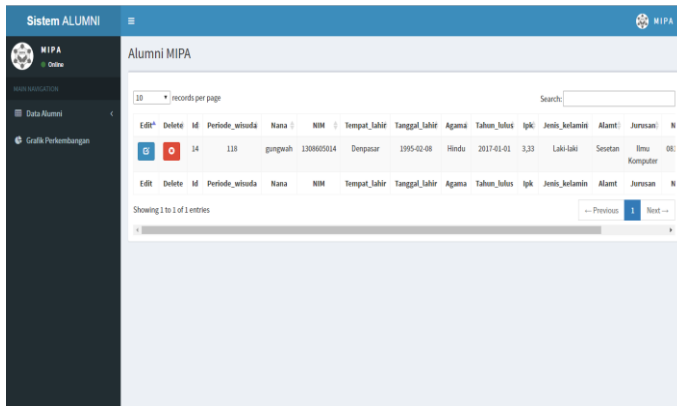 Sistem ALUMNI
MIPA
MIPA
Online
Alumni MIPA
MAIN NAVIGATION
Data Alumni
Grafik Perkembangan
10 records per page Search:
Edit Delete Id Periode_wisuda Nana NIM Tempat_lahir Tanggal_lahir Agama Tahun_lulus Ipk Jenis_kelamin Alamt Jurusan N
14 118 gungwah 1308605014 Denpasar 1995-02-08 Hindu 2017-01-01 3,33 Laki-laki Sesetan Ilmu Komputer 08
Edit Delete Id Periode_wisuda Nana NIM Tempat_lahir Tanggal_lahir Agama Tahun_lulus Ipk Jenis_kelamin Alamt Jurusan N
Showing 1 to 1 of 1 entries
← Previous 1 Next →